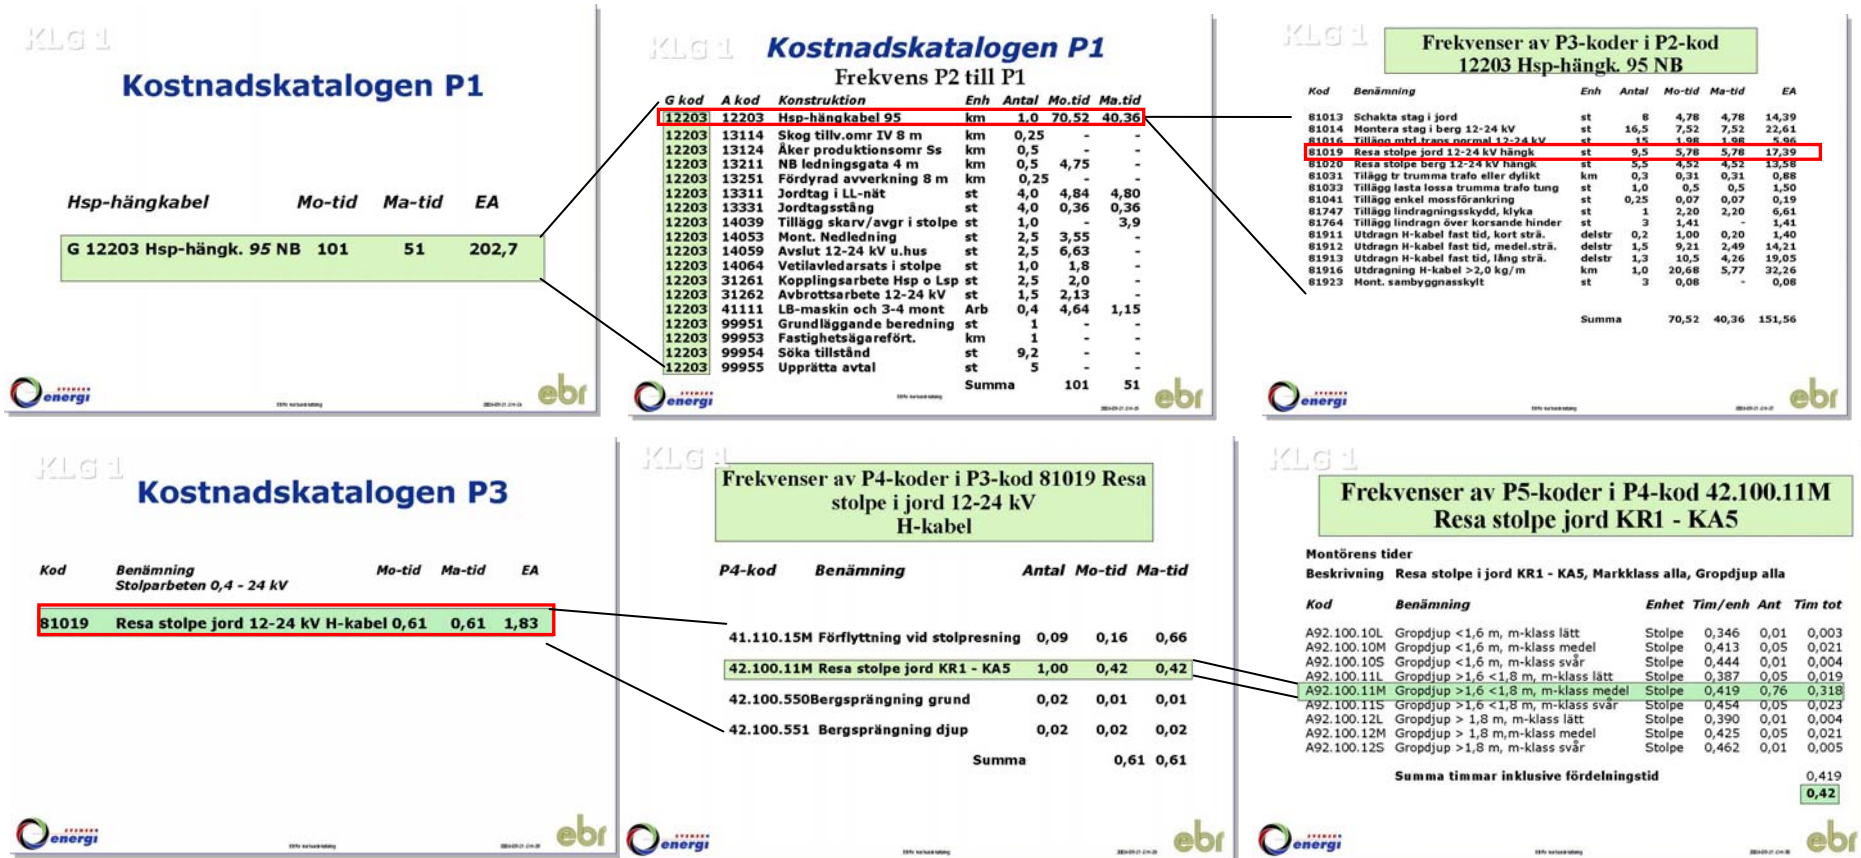 KLG 1
Kostnadskatalogen P1
Hsp-hängkabel Mo-tid Ma-tid EA
G 12203 Hsp-hängk. 95 NB 101 51 202,7
SVENSK
energi
ebr
KLG 1
Kostnadskatalogen P1
Frekvens P2 till P1
G kod A kod Konstruktion Enh Antal Mo.tid Ma.tid
12203 12203 Hsp-hängkabel 95 km 1,0 70,52 40,36
12203 13114 Skog tillv.omr IV 8 m km 0,25 - -
12203 13124 Åker produktionsomr Ss km 0,5 - -
12203 13211 NB ledningsgata 4 m km 0,5 4,75 -
12203 13251 Fördyrad avverkning 8 m km 0,25 - -
12203 13311 Jordtag i LL-nät st 4,0 4,84 4,80
12203 13331 Jordtagsstång st 4,0 0,36 0,36
12203 14039 Tillägg skarv/avgr i stolpe st 1,0 - 3,9
12203 14053 Mont. Nedledning st 2,5 3,55 -
12203 14059 Avslut 12-24 kV u.hus st 2,5 6,63 -
12203 14064 Vetilavledarsats i stolpe st 1,0 1,8 -
12203 31261 Kopplingsarbete Hsp o Lsp st 2,5 2,0 -
12203 31262 Avbrottsarbete 12-24 kV st 1,5 2,13 -
12203 41111 LB-maskin och 3-4 mont Arb 0,4 4,64 1,15
12203 99951 Grundläggande beredning st 1 - -
12203 99953 Fastighetsägarefört. km 1 - -
12203 99954 Söka tillstånd st 9,2 - -
12203 99955 Upprätta avtal st 5 - -
Summa 101 51
SVENSK
energi
ebr
KLG 1
Frekvenser av P3-koder i P2-kod
12203 Hsp-hängk. 95 NB
Kod Benämning Enh Antal Mo-tid Ma-tid EA
81013 Schakta stag i jord st 8 4,78 4,78 14,39
81014 Montera stag i berg 12-24 kV st 16,5 7,52 7,52 22,61
81016 Tillägg mtrl.trans normal 12-24 kV st 15 1,98 1,98 5,96
81019 Resa stolpe jord 12-24 kV hängk st 9,5 5,78 5,78 17,39
81020 Resa stolpe berg 12-24 kV hängk st 5,5 4,52 4,52 13,58
81031 Tilägg tr trumma trafo eller dylikt km 0,3 0,31 0,31 0,88
81033 Tillägg lasta lossa trumma trafo tung st 1,0 0,5 0,5 1,50
81041 Tillägg enkel mossförankring st 0,25 0,07 0,07 0,19
81747 Tillägg lindragningsskydd, klyka st 1 2,20 2,20 6,61
81764 Tillägg lindragn över korsande hinder st 3 1,41 - 1,41
81911 Utdragn H-kabel fast tid, kort strä. delstr 0,2 1,00 0,20 1,40
81912 Utdragn H-kabel fast tid, medel.strä. delstr 1,5 9,21 2,49 14,21
81913 Utdragn H-kabel fast tid, lång strä. delstr 1,3 10,5 4,26 19,05
81916 Utdragning H-kabel >2,0 kg/m km 1,0 20,68 5,77 32,26
81923 Mont. sambyggnasskylt st 3 0,08 - 0,08
Summa 70,52 40,36 151,56
SVENSK
energi
ebr
KLG 1
Kostnadskatalogen P3
Kod Benämning Mo-tid Ma-tid EA
Stolparbeten 0,4 - 24 kV
81019 Resa stolpe jord 12-24 kV H-kabel 0,61 0,61 1,83
SVENSK
energi
ebr
KLG 1
Frekvenser av P4-koder i P3-kod 81019 Resa
stolpe i jord 12-24 kV
H-kabel
P4-kod Benämning Antal Mo-tid Ma-tid
41.110.15M Förflyttning vid stolpresning 0,09 0,16 0,66
42.100.11M Resa stolpe jord KR1 - KA5 1,00 0,42 0,42
42.100.550Bergsprängning grund 0,02 0,01 0,01
42.100.551 Bergsprängning djup 0,02 0,02 0,02
Summa 0,61 0,61
SVENSK
energi
ebr
KLG 1
Frekvenser av P5-koder i P4-kod 42.100.11M
Resa stolpe jord KR1 - KA5
Montörens tider
Beskrivning Resa stolpe i jord KR1 - KA5, Markklass alla, Gropdjup alla
Kod Benämning Enhet Tim/enh Ant Tim tot
A92.100.10L Gropdjup <1,6 m, m-klass lätt Stolpe 0,346 0,01 0,003
A92.100.10M Gropdjup <1,6 m, m-klass medel Stolpe 0,413 0,05 0,021
A92.100.10S Gropdjup <1,6 m, m-klass svår Stolpe 0,444 0,01 0,004
A92.100.11L Gropdjup >1,6 <1,8 m, m-klass lätt Stolpe 0,387 0,05 0,019
A92.100.11M Gropdjup >1,6 <1,8 m, m-klass medel Stolpe 0,419 0,76 0,318
A92.100.11S Gropdjup >1,6 <1,8 m, m-klass svår Stolpe 0,454 0,05 0,023
A92.100.12L Gropdjup > 1,8 m, m-klass lätt Stolpe 0,390 0,01 0,004
A92.100.12M Gropdjup > 1,8 m,m-klass medel Stolpe 0,425 0,05 0,021
A92.100.12S Gropdjup >1,8 m, m-klass svår Stolpe 0,462 0,01 0,005
Summa timmar inklusive fördelningstid 0,419
0,42
SVENSK
energi
ebr